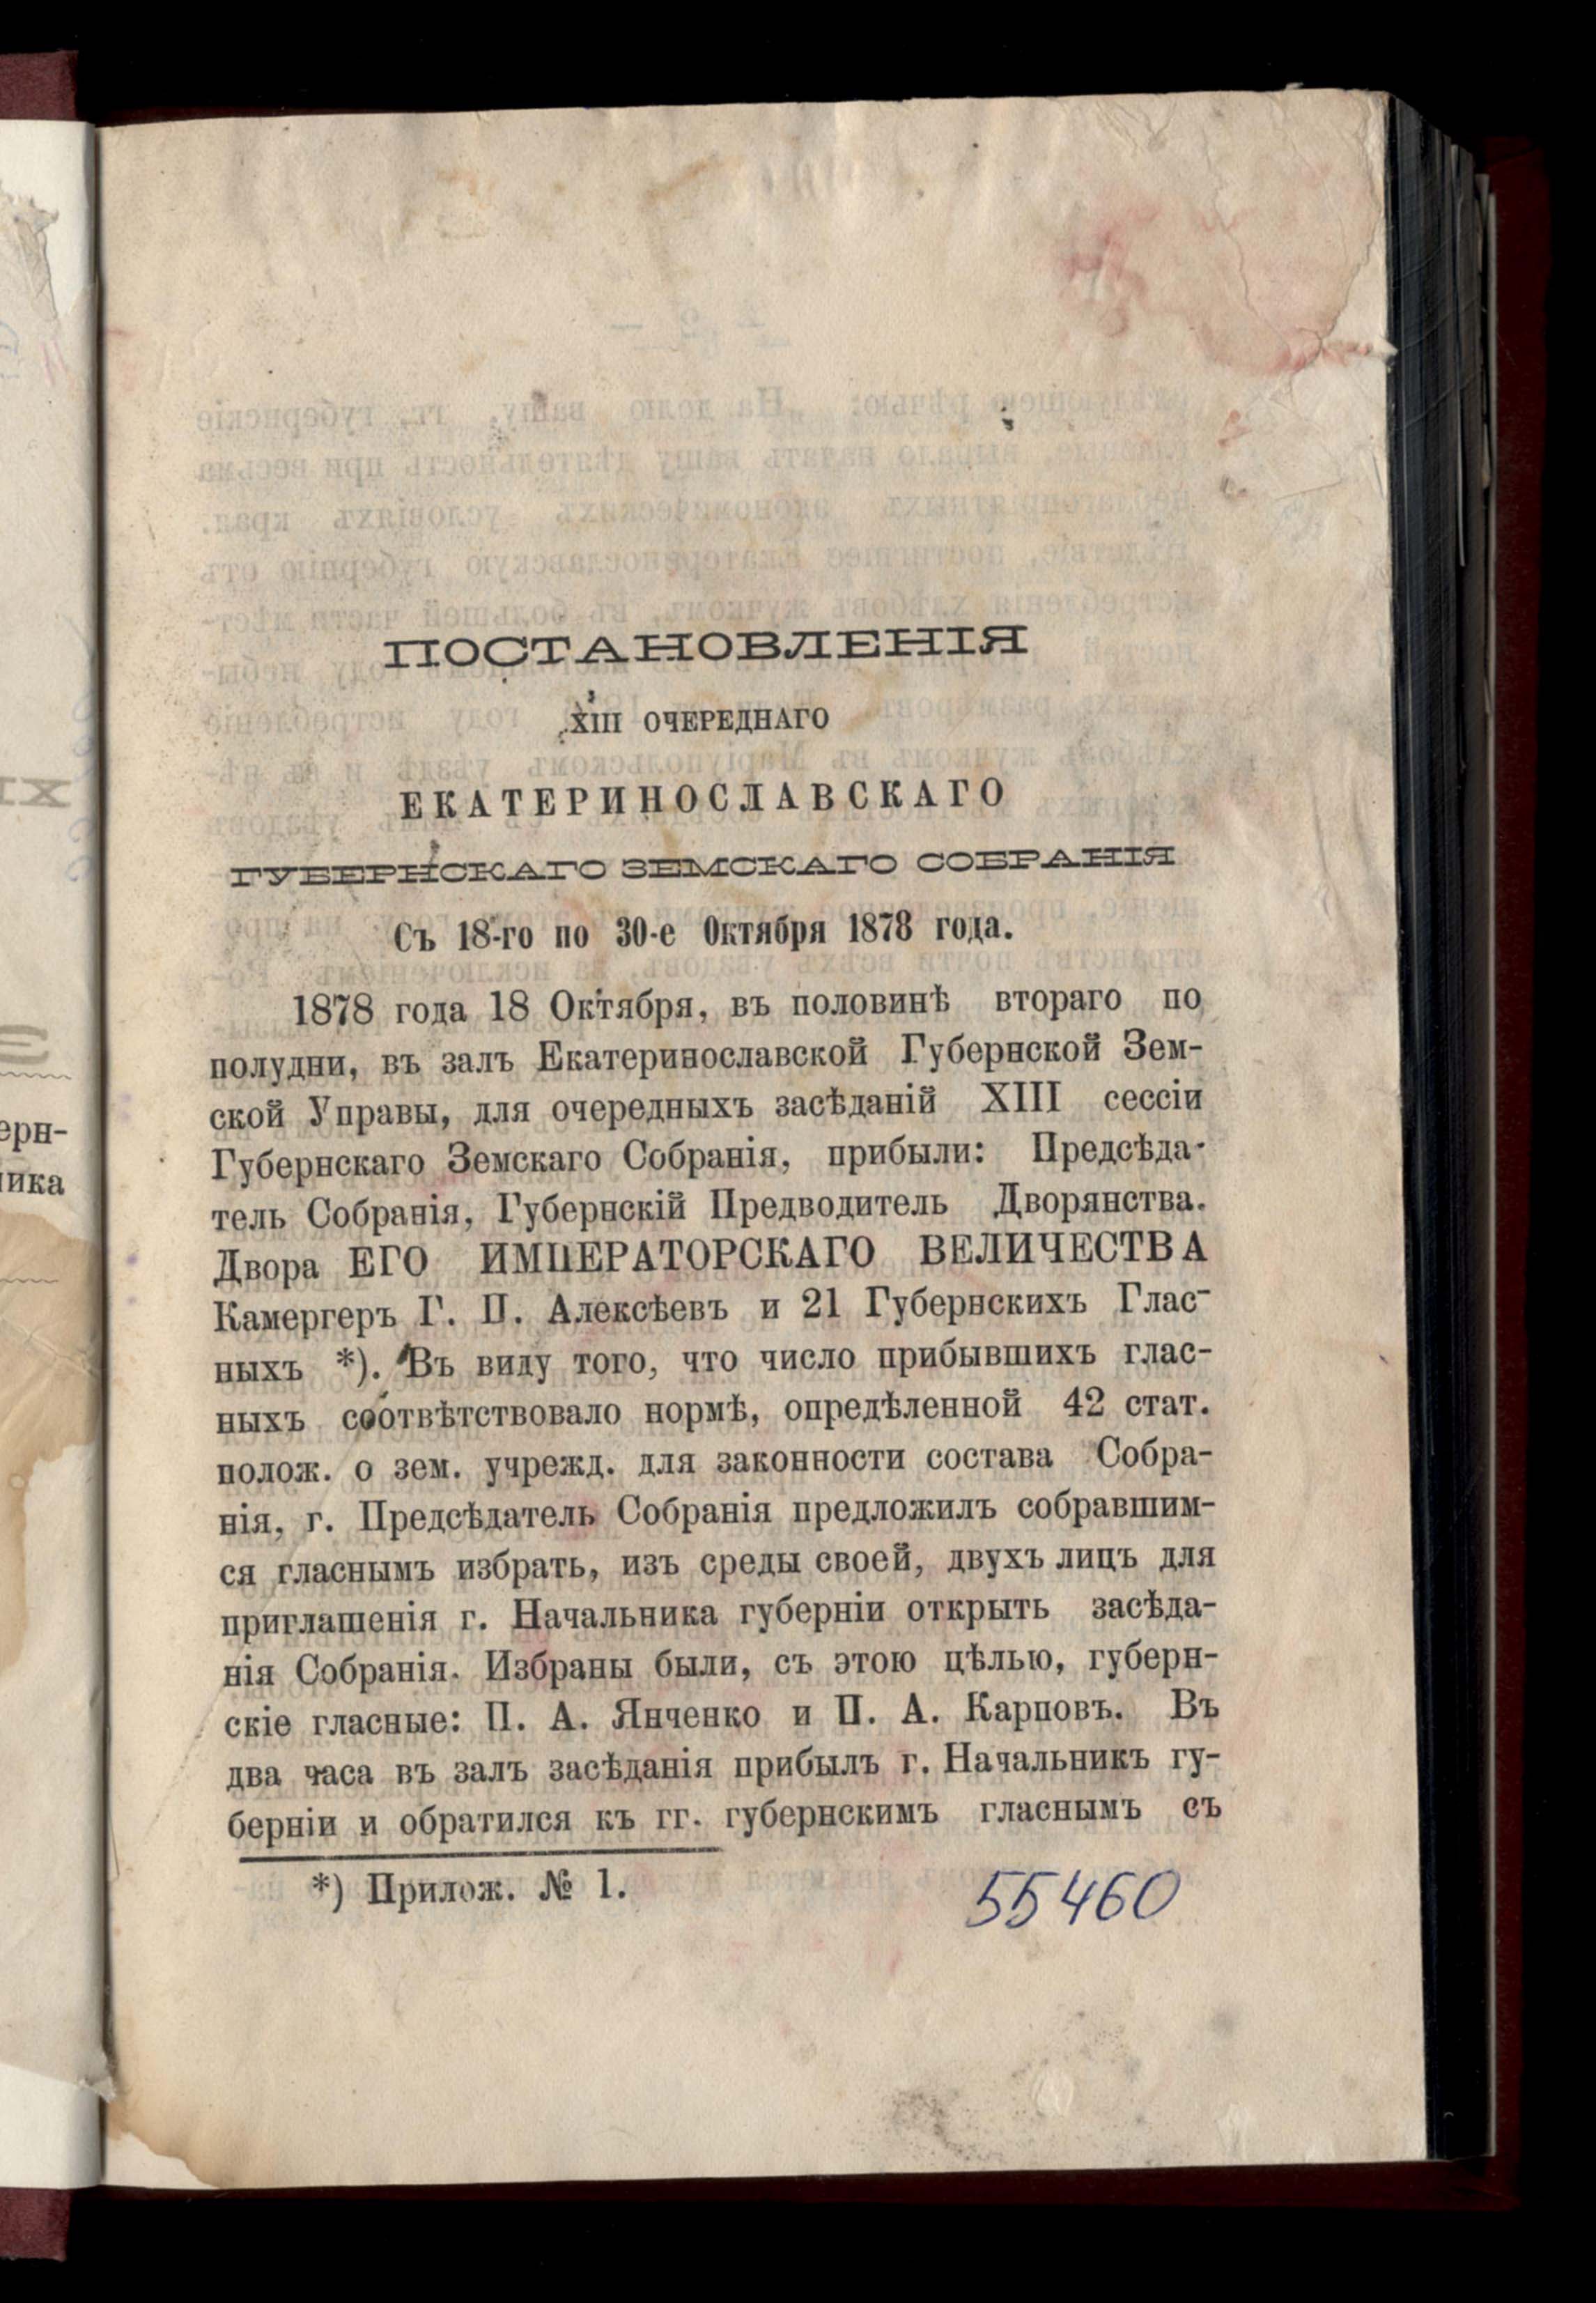 ПОСТАНОВЛЕНІЯ
XIII ОЧЕРЕДНАГО
ЕКАТЕРИНОСЛАВСКАГО
ГУБЕРНСКАГО ЗЕМСКАГО СОБРАНІЯ
Съ 18-го по 30-е Октября 1878 года.
1878 года 18 Октября, въ половинѣ втораго по
полудни, въ залъ Екатеринославской Губернской Зем-
ской Управы, для очередныхъ засѣданій XIII сессіи
Губернскаго Земскаго Собранія, прибыли: Предсѣда-
тель Собранія, Губернскій Предводитель Дворянства.
Двора ЕГО ИМПЕРАТОРСКАГО ВЕЛИЧЕСТВА
Камергеръ Г. П. Алексѣевъ и 21 Губернскихъ Глас-
ныхъ *). Въ виду того, что число прибывшихъ глас-
ныхъ соотвѣтствовало нормѣ, опредѣленной 42 стат.
полож. о зем. учрежд. для законности состава Собра-
нія, г. Предсѣдатель Собранія предложилъ собравшим-
ся гласнымъ избрать, изъ среды своей, двухъ лицъ для
приглашенія г. Начальника губерніи открыть засѣда-
нія Собранія. Избраны были, съ этою цѣлью, губерн-
скіе гласные: П. А. Янченко и П. А. Карповъ. Въ
два часа въ залъ засѣданія прибылъ г. Начальникъ гу-
берніи и обратился къ гг. губернскимъ гласнымъ съ
*) Прилож. № 1.
55460
ерн-
ика